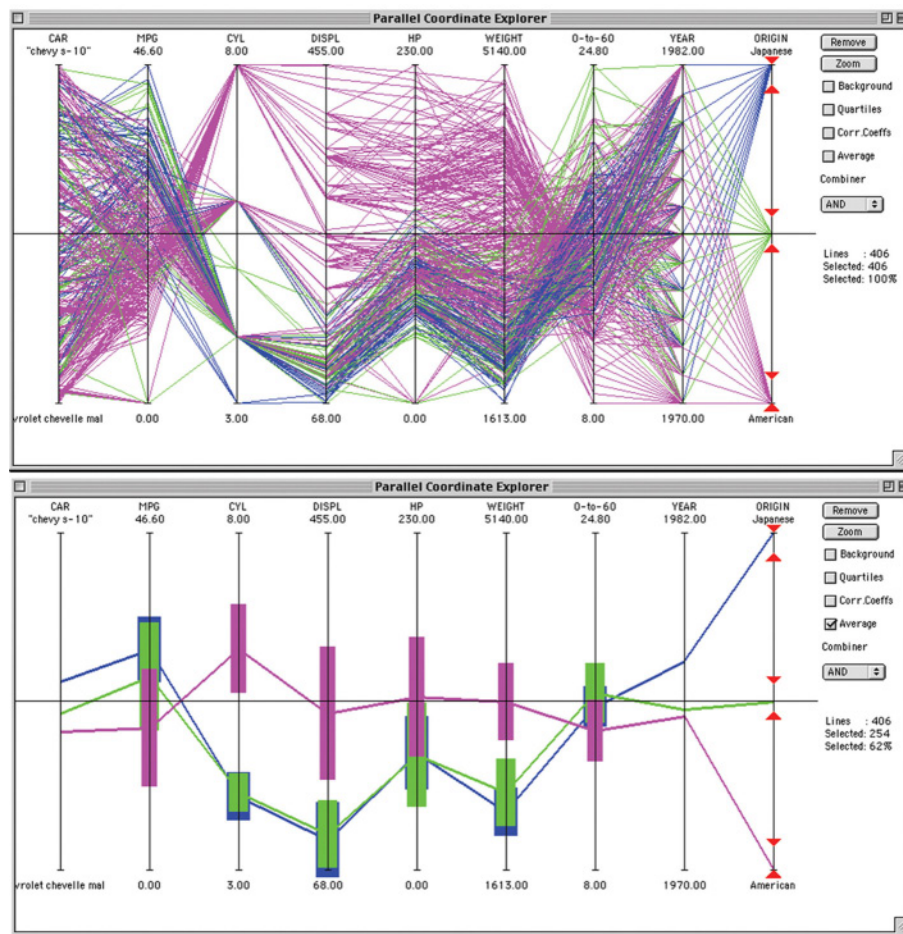 Parallel Coordinate Explorer
CAR MPG CYL DISPL HP WEIGHT 0-to-60 YEAR ORIGIN
"chevy s-10" 46.60 8.00 455.00 230.00 5140.00 24.80 1982.00 Japanese
Remove
Zoom
Background
Quartiles
Corr.Coeffs
Average
Combiner
AND
Lines : 406
Selected: 406
Selected: 100%
vrolet chevelle mal 0.00 3.00 68.00 0.00 1613.00 8.00 1970.00 American
Parallel Coordinate Explorer
CAR MPG CYL DISPL HP WEIGHT 0-to-60 YEAR ORIGIN
"chevy s-10" 46.60 8.00 455.00 230.00 5140.00 24.80 1982.00 Japanese
Remove
Zoom
Background
Quartiles
Corr.Coeffs
Average
Combiner
AND
Lines : 406
Selected: 254
Selected: 62%
vrolet chevelle mal 0.00 3.00 68.00 0.00 1613.00 8.00 1970.00 American